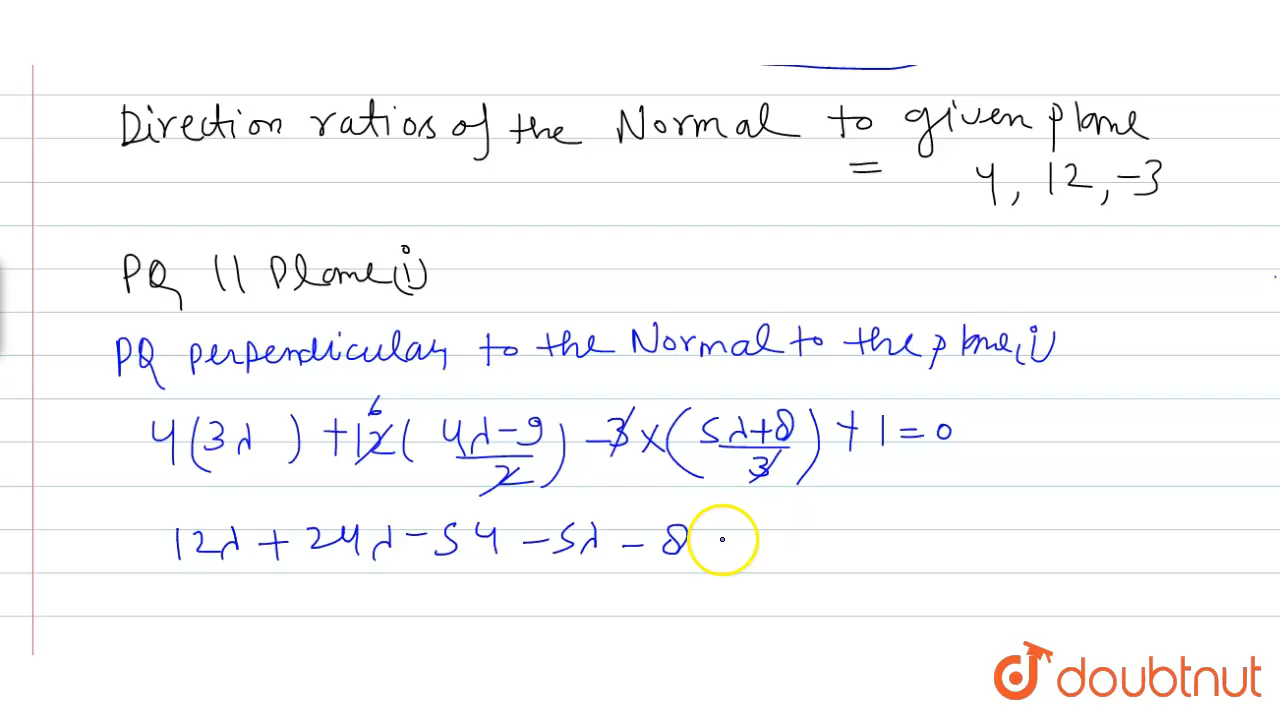 Direction ratios of the Normal to given plane
= 4, 12, -3
PQ || Plane (i)
PQ perpendicular to the Normal to the plane (i)
4(3λ) + 12 6 (4λ-9/2) - 3 × (5λ+8/3) + 1 = 0
12λ + 24λ - 54 - 5λ - 8
doubtnut